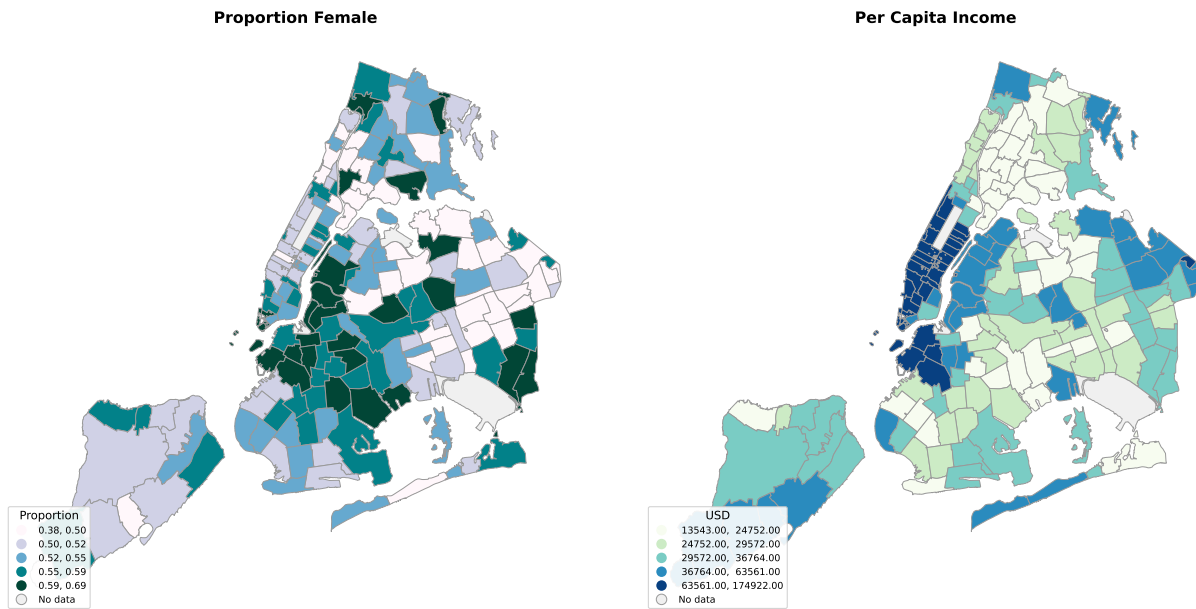 Proportion Female
Per Capita Income
Proportion
0.38, 0.50
0.50, 0.52
0.52, 0.55
0.55, 0.59
0.59, 0.69
No data
USD
13543.00, 24752.00
24752.00, 29572.00
29572.00, 36764.00
36764.00, 63561.00
63561.00, 174922.00
No data